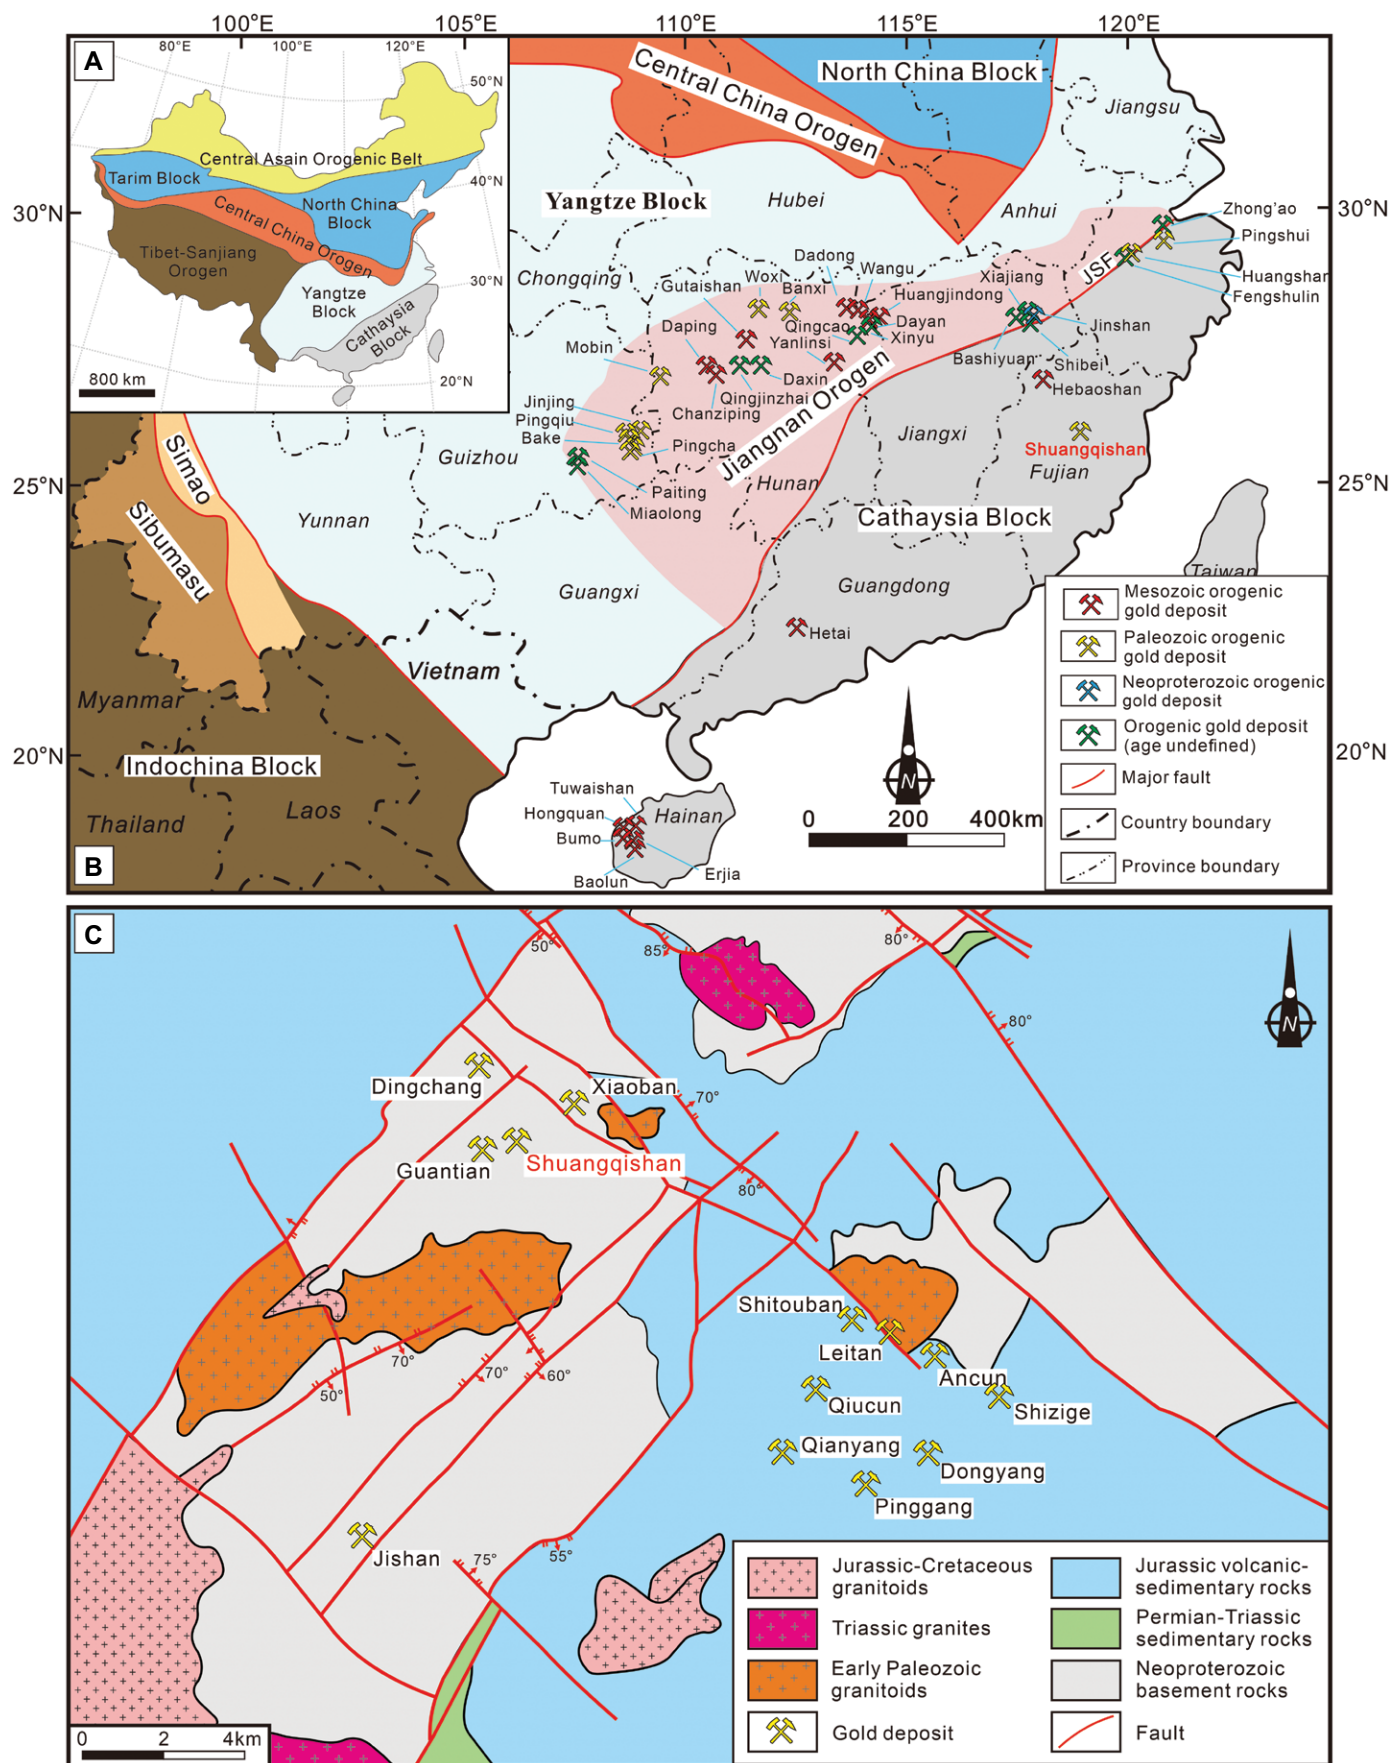 100°E
105°E
110°E
115°E
120°E
A
80°E
100°E
120°E
50°N
40°N
30°N
20°N
Central Asain Orogenic Belt
Tarim Block
North China
Block
Central China Orogen
Tibet-Sanjiang
Orogen
Yangtze
Block
Cathaysia
Block
800 km
30°N
25°N
20°N
30°N
25°N
20°N
Central China Orogen
North China Block
Jiangsu
Yangtze Block
Hubei
Anhui
Chongqing
Zhong'ao
Pingshui
JSF
Huangshan
Fengshulin
Dadong
Wangu
Xiajiang
Woxi
Banxi
Gutaishan
Huangjindong
Daping
Qingcao
Dayan
Jinshan
Yanlinsi
Xinyu
Mobin
Bashiyuan
Shibei
Daxin
Hebaoshan
Qingjinzhai
Jinjing
Chanziping
Pingqiu
Bake
Pingcha
Jiangnan Orogen
Jiangxi
Shuangqishan
Fujian
Guizhou
Paiting
Hunan
Miaolong
Simao
Sibumasu
Yunnan
Cathaysia Block
Guangxi
Guangdong
Taiwan
Hetai
Vietnam
Myanmar
Indochina Block
Laos
Thailand
B
Tuwaishan
Hongquan
Hainan
Bumo
Erjia
Baolun
N
0 200 400km
Mesozoic orogenic
gold deposit
Paleozoic orogenic
gold deposit
Neoproterozoic orogenic
gold deposit
Orogenic gold deposit
(age undefined)
Major fault
Country boundary
Province boundary
C
50°
85°
80°
80°
N
Dingchang
Xiaoban
70°
Guantian
Shuangqishan
80°
Shitouban
Leitan
70°
70°
60°
50°
Ancun
Qiucun
Shizige
Qianyang
Dongyang
Pinggang
Jishan
75°
55°
0 2 4km
Jurassic-Cretaceous
granitoids
Triassic granites
Early Paleozoic
granitoids
Gold deposit
Jurassic volcanic-
sedimentary rocks
Permian-Triassic
sedimentary rocks
Neoproterozoic
basement rocks
Fault